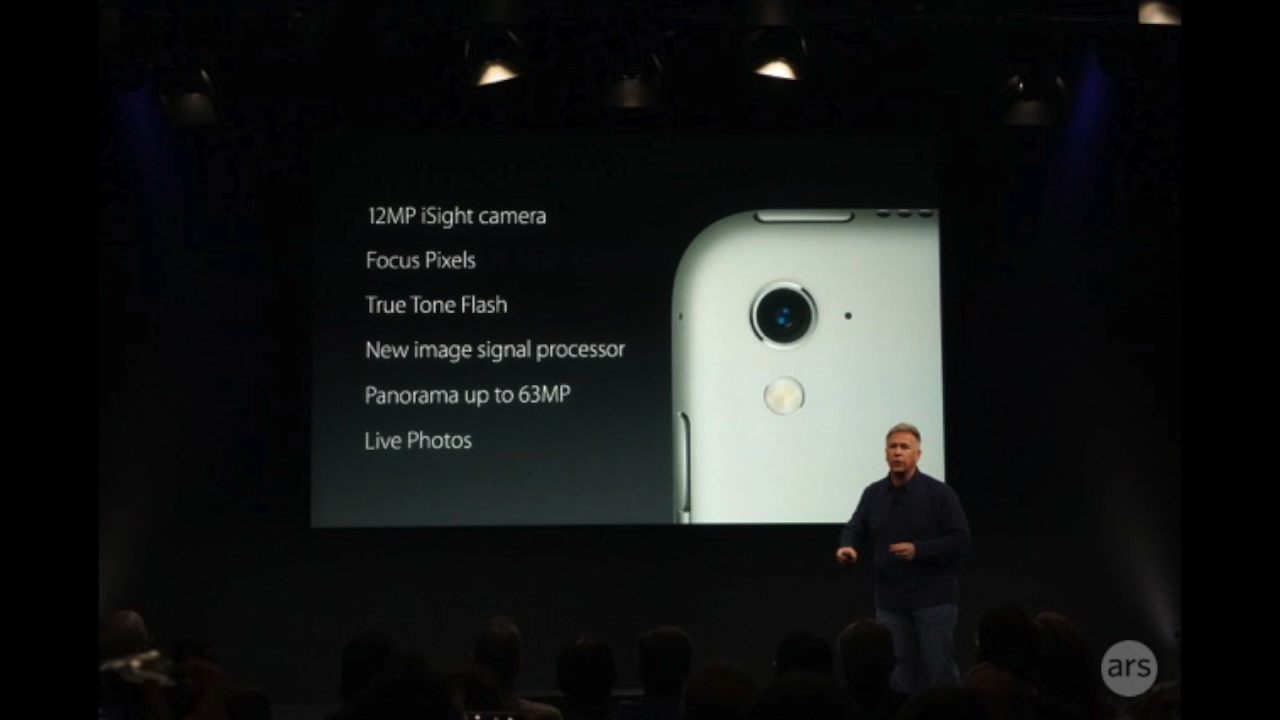 12MP iSight camera
Focus Pixels
True Tone Flash
New image signal processor
Panorama up to 63MP
Live Photos
ars